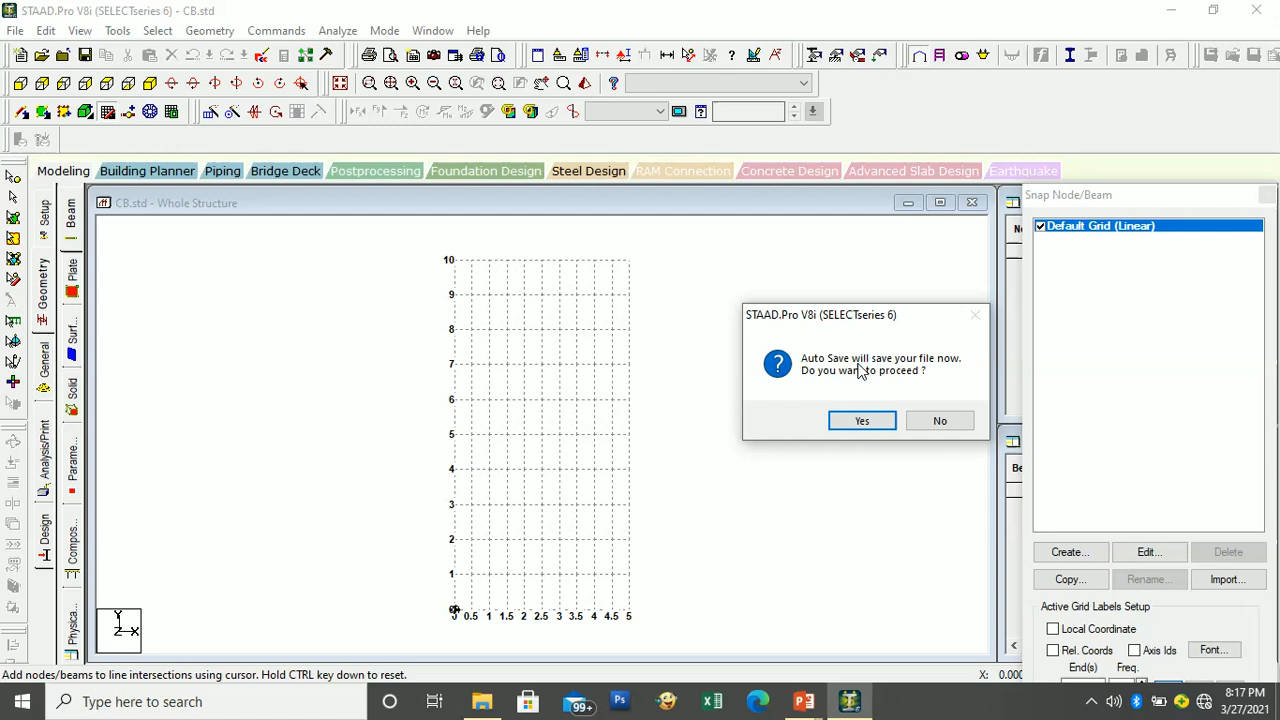 STAAD.Pro V8i (SELECTseries 6) - CB.std
File Edit View Tools Select Geometry Commands Analyze Mode Window Help
Modeling Building Planner Piping Bridge Deck Postprocessing Foundation Design Steel Design RAM Connection Concrete Design Advanced Slab Design Earthquake
CB.std - Whole Structure
Setup
Geometry
General
Analysis/Print
Design
Beam
Plate
Surf...
Solid
Parame...
Compos...
Physica...
10
9
8
7
6
5
4
3
2
1
0 0.5 1 1.5 2 2.5 3 3.5 4 4.5 5
Y
Z X
No
Be
STAAD.Pro V8i (SELECTseries 6)
Auto Save will save your file now.
Do you want to proceed ?
Yes No
Snap Node/Beam
Default Grid (Linear)
Create... Edit... Delete
Copy... Rename... Import...
Active Grid Labels Setup
Local Coordinate
Rel. Coords Axis Ids Font...
End(s) Freq.
Add nodes/beams to line intersections using cursor. Hold CTRL key down to reset.
X: 0.000
Type here to search
99+
8:17 PM
3/27/2021